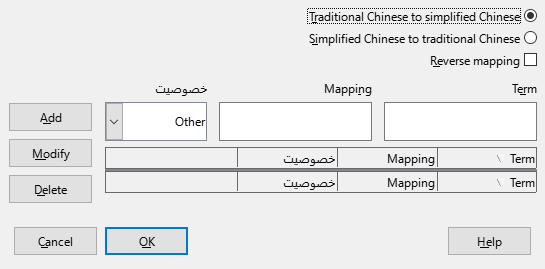 Traditional Chinese to simplified Chinese
Simplified Chinese to traditional Chinese
Reverse mapping
Term Mapping خصوصیت
Other Add
Modify
Term Mapping خصوصیت
Term Mapping خصوصیت
Delete
Help OK Cancel